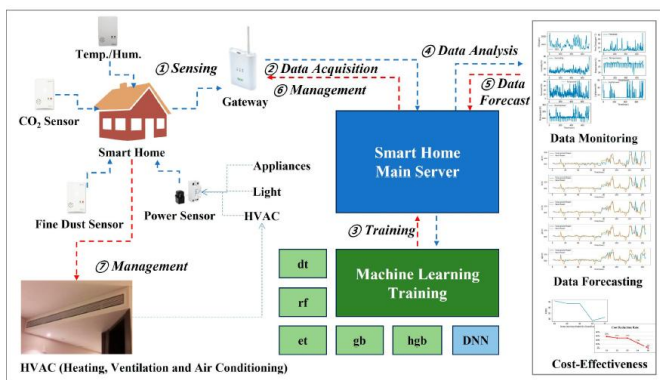 Temp./Hum.
① Sensing
CO₂ Sensor
Smart Home
Fine Dust Sensor
Power Sensor
Gateway
② Data Acquisition
⑥ Management
④ Data Analysis
⑤ Data
Forecast
Appliances
Light
HVAC
Smart Home
Main Server
③ Training
Machine Learning
Training
dt
rf
et
gb
hgb
DNN
⑦ Management
HVAC (Heating, Ventilation and Air Conditioning)
Data Monitoring
Data Forecasting
Cost-Effectiveness